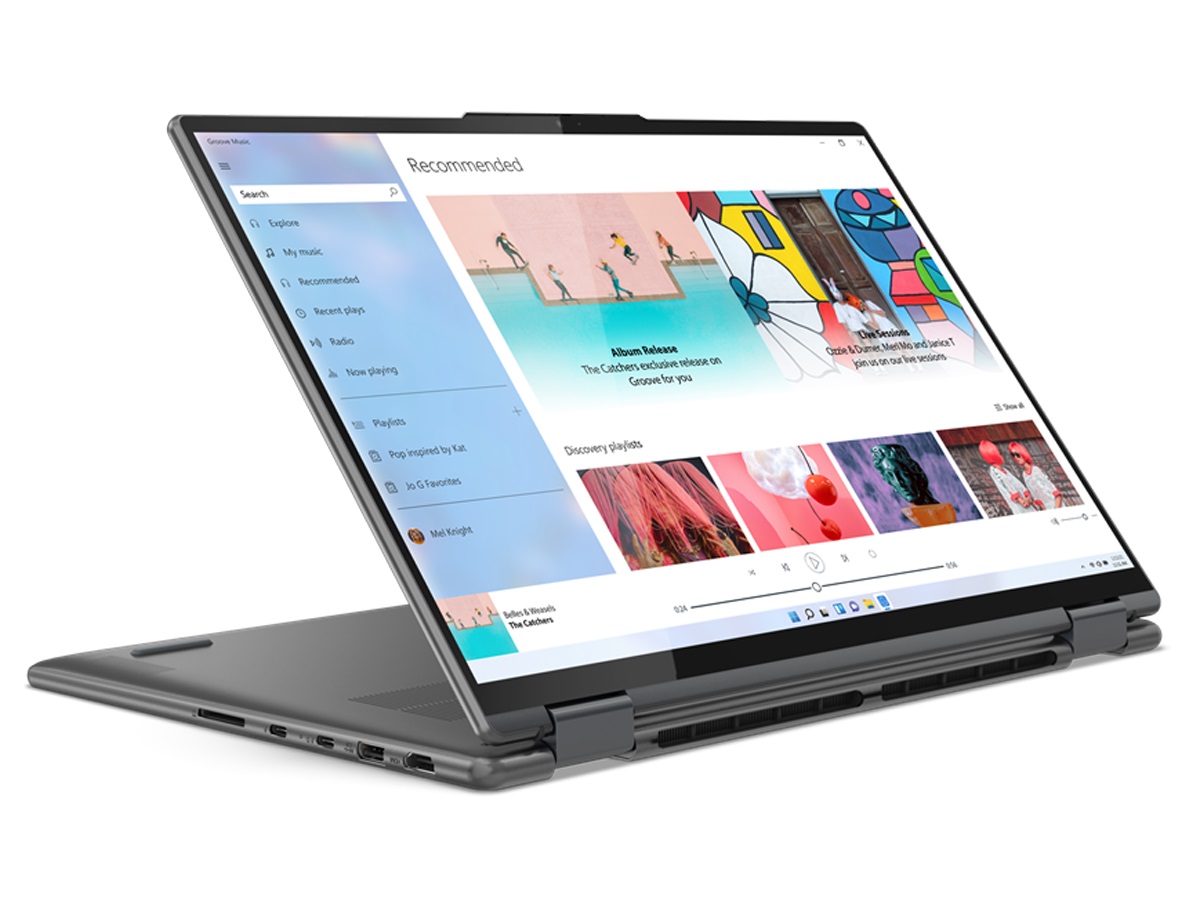 Groove Music
Search
Explore
My music
Recommended
Recent plays
Radio
Now playing
Playlists
Pop inspired by Kat
Jo G Favorites
Mel Knight
Recommended
Album Release
The Catchers exclusive release on
Groove for you
Live Sessions
Ozzie & Dumer, Merl Mo and Janice T
join us on our live sessions
Show all
Discovery playlists
Belles & Weasels
The Catchers
0:24
0:56